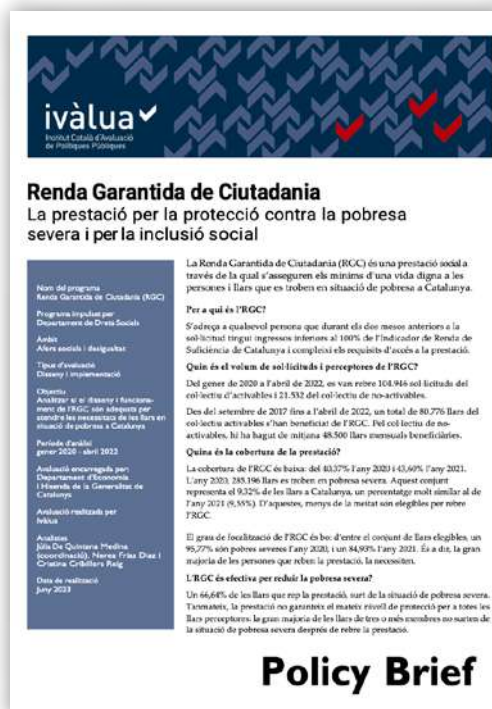 ivàlua
Institut Català d'Avaluació
de Polítiques Públiques
Renda Garantida de Ciutadania
La prestació per la protecció contra la pobresa
severa i per la inclusió social
Nom del programa
Renda Garantida de Ciutadania (RGC)
Programa impulsat per
Departament de Drets Socials
Àmbit
Afers socials i desigualtat
Tipus d'avaluació
Disseny i implementació
Objectiu
Analitzar si el disseny i funciona-
ment de l'RGC són adequats per
atendre les necessitats de les llars en
situació de pobresa a Catalunya
Període d'anàlisi
gener 2020 - abril 2022
Avaluació encarregada per:
Departament d'Economia
i Hisenda de la Generalitat de
Catalunya
Avaluació realitzada per
Ivàlua
Analistes
Júlia De Quintana Medina
(coordinació), Nerea Frías Díaz i
Cristina Cribillers Roig
Data de realització
Juny 2023
La Renda Garantida de Ciutadania (RGC) és una prestació social a
través de la qual s'asseguren els mínims d'una vida digna a les
persones i llars que es troben en situació de pobresa a Catalunya.
Per a qui és l'RGC?
S'adreça a qualsevol persona que durant els dos mesos anteriors a la
sol·licitud tingui ingressos inferiors al 100% de l'Indicador de Renda de
Suficiència de Catalunya i compleixi els requisits d'accés a la prestació.
Quin és el volum de sol·licituds i perceptores de l'RGC?
Del gener de 2020 a l'abril de 2022, es van rebre 104.946 sol·licituds del
col·lectiu d'activables i 21.532 del col·lectiu de no-activables.
Des del setembre de 2017 fins a l'abril de 2022, un total de 80.776 llars del
col·lectiu activables s'han beneficiat de l'RGC. Pel col·lectiu de no-
activables, hi ha hagut de mitjana 48.500 llars mensuals beneficiàries.
Quina és la cobertura de la prestació?
La cobertura de l'RGC és baixa: del 40,37% l'any 2020 i 43,60% l'any 2021.
L'any 2020, 285.196 llars es troben en pobresa severa. Aquest conjunt
representa el 9,32% de les llars a Catalunya, un percentatge molt similar al de
l'any 2021 (9,55%). D'aquestes, menys de la meitat són elegibles per rebre
l'RGC.
El grau de focalització de l'RGC és bo: d'entre el conjunt de llars elegibles, un
95,77% són pobres severes l'any 2020, i un 84,93% l'any 2021. És a dir, la gran
majoria de les persones que reben la prestació, la necessiten.
L'RGC és efectiva per reduir la pobresa severa?
Un 66,64% de les llars que rep la prestació, surt de la situació de pobresa severa.
Tanmateix, la prestació no garanteix el mateix nivell de protecció per a totes les
llars perceptores: la gran majoria de les llars de tres o més membres no surten de
la situació de pobresa severa després de rebre la prestació.
Policy Brief